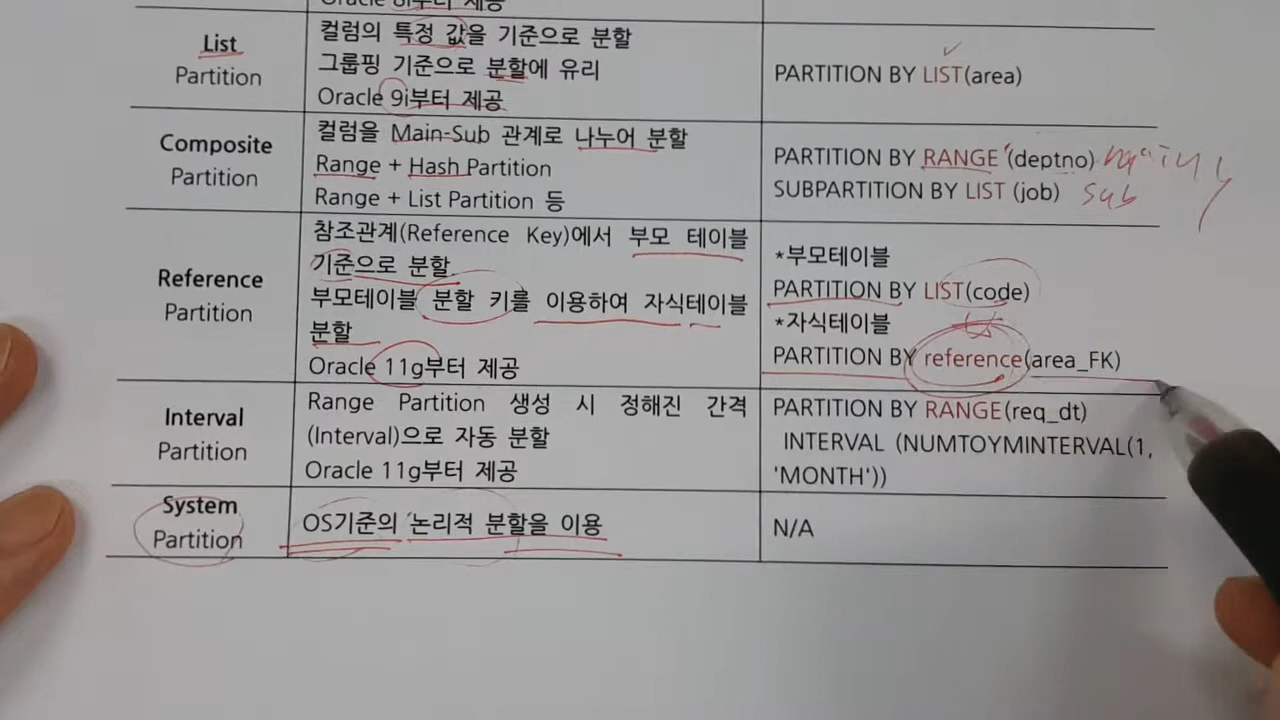 Oracle 8i부터 제공
List
Partition
컬럼의 특정 값을 기준으로 분할
그룹핑 기준으로 분할에 유리
Oracle 9i부터 제공
PARTITION BY LIST(area)
Composite
Partition
컬럼을 Main-Sub 관계로 나누어 분할
Range + Hash Partition
Range + List Partition 등
PARTITION BY RANGE (deptno)
SUBPARTITION BY LIST (job) sub
Reference
Partition
참조관계(Reference Key)에서 부모 테이블
기준으로 분할
부모테이블 분할 키를 이용하여 자식테이블
분할
Oracle 11g부터 제공
*부모테이블
PARTITION BY LIST(code)
*자식테이블
PARTITION BY reference(area_FK)
Interval
Partition
Range Partition 생성 시 정해진 간격
(Interval)으로 자동 분할
Oracle 11g부터 제공
PARTITION BY RANGE(req_dt)
INTERVAL (NUMTOYMINTERVAL(1,
'MONTH'))
System
Partition
OS기준의 논리적 분할을 이용
N/A